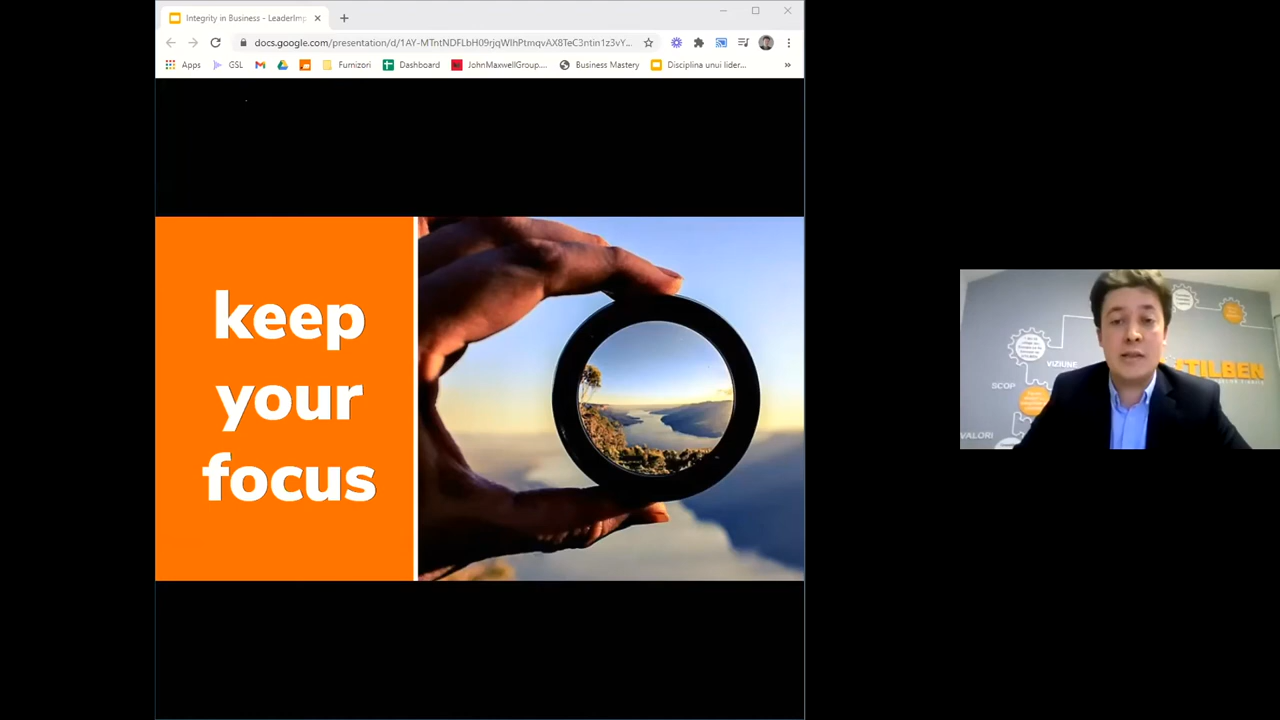 Integrity in Business - LeaderImp
docs.google.com/presentation/d/1AY-MTntNDFLbH09rjqWlhPtmqvAX8TeC3ntin1z3vY...
Apps GSL Furnizori Dashboard JohnMaxwellGroup.... Business Mastery Disciplina unui lider... »
keep
your
focus
VIZIUNE
SCOP
VALORI
TILBEN